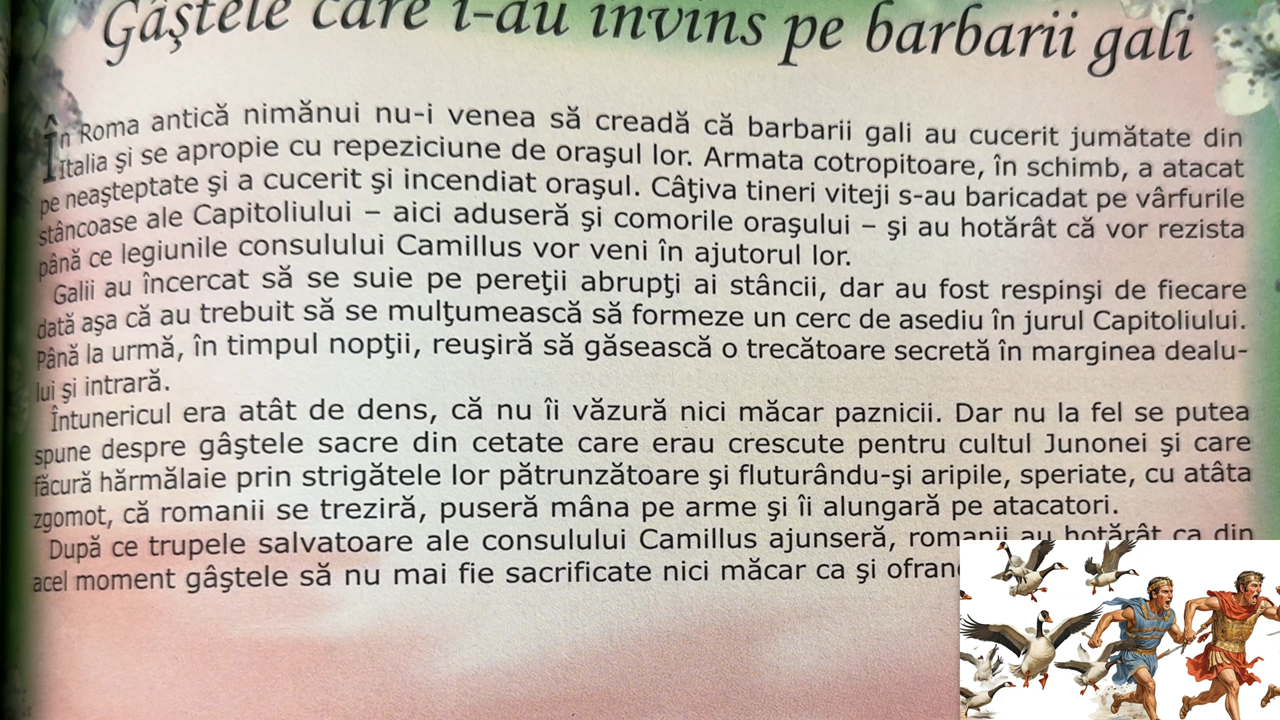 Gâştele care i-au învins pe barbarii gali
În Roma antică nimănui nu-i venea să creadă că barbarii gali au cucerit jumătate din
Italia şi se apropie cu repeziciune de oraşul lor. Armata cotropitoare, în schimb, a atacat
pe neaşteptate şi a cucerit şi incendiat oraşul. Câţiva tineri viteji s-au baricadat pe vârfurile
stâncoase ale Capitoliului – aici aduseră şi comorile oraşului – şi au hotărât că vor rezista
până ce legiunile consulului Camillus vor veni în ajutorul lor.
Galii au încercat să se suie pe pereţii abrupţi ai stâncii, dar au fost respinşi de fiecare
dată aşa că au trebuit să se mulţumească să formeze un cerc de asediu în jurul Capitoliului.
Până la urmă, în timpul nopţii, reuşiră să găsească o trecătoare secretă în marginea dealu-
lui şi intrară.
Întunericul era atât de dens, că nu îi văzură nici măcar paznicii. Dar nu la fel se putea
spune despre gâştele sacre din cetate care erau crescute pentru cultul Junonei şi care
făcură hărmălaie prin strigătele lor pătrunzătoare şi fluturându-şi aripile, speriate, cu atâta
zgomot, că romanii se treziră, puseră mâna pe arme şi îi alungară pe atacatori.
După ce trupele salvatoare ale consulului Camillus ajunseră, romanii au hotărât ca din
acel moment gâştele să nu mai fie sacrificate nici măcar ca şi